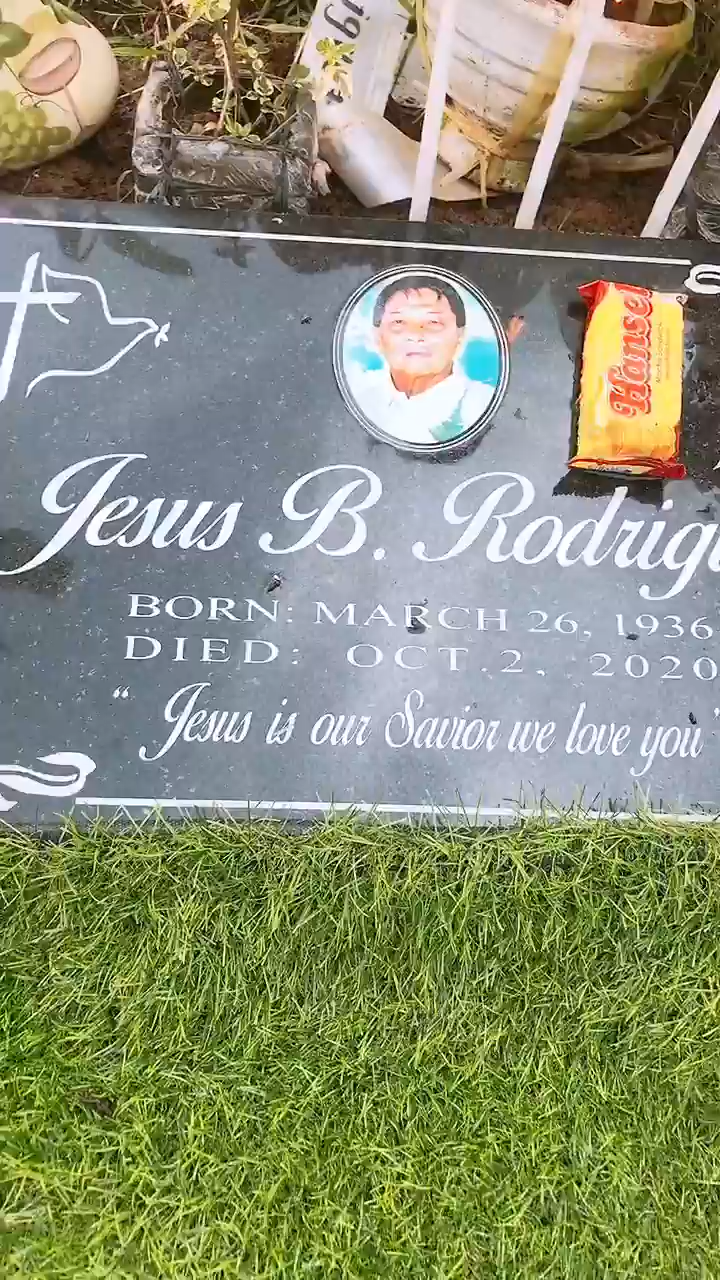 Hansel
Jesus B. Rodrig
BORN: MARCH 26, 1936
DIED: OCT.2, 2020
“ Jesus is our Savior we love you ”